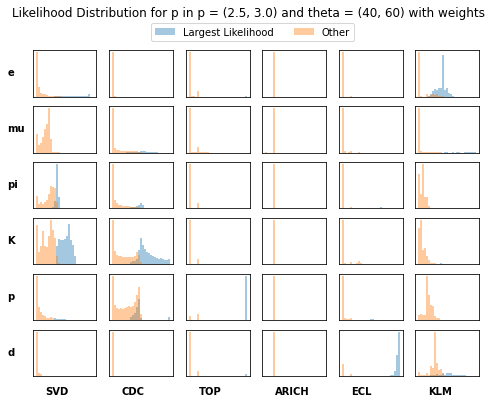 Likelihood Distribution for p in p = (2.5, 3.0) and theta = (40, 60) with weights
Largest Likelihood Other
e
mu
pi
K
p
d
SVD CDC TOP ARICH ECL KLM